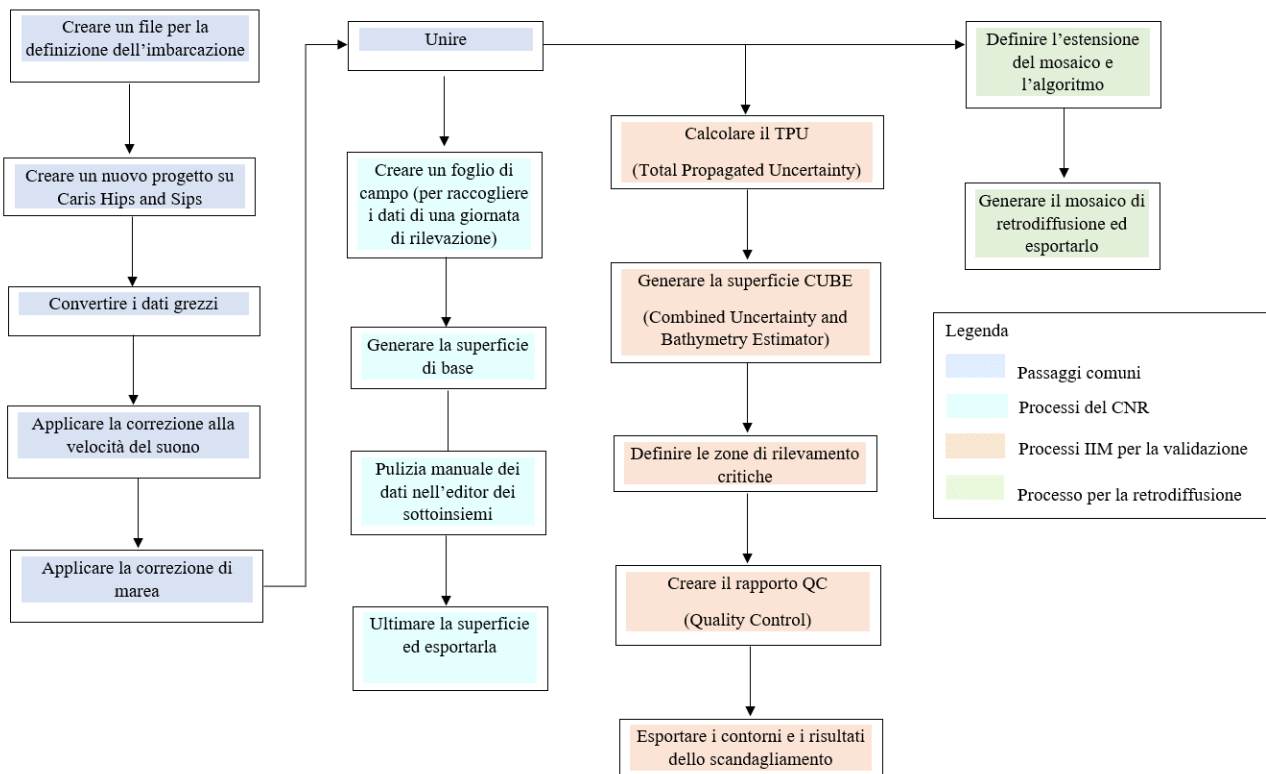 Creare un file per la
definizione dell'imbarcazione
Creare un nuovo progetto su
Caris Hips and Sips
Convertire i dati grezzi
Applicare la correzione alla
velocità del suono
Applicare la correzione di
marea
Unire
Creare un foglio di
campo (per raccogliere
i dati di una giornata
di rilevazione)
Generare la superficie
di base
Pulizia manuale dei
dati nell'editor dei
sottoinsiemi
Ultimare la superficie
ed esportarla
Calcolare il TPU
(Total Propagated Uncertainty)
Generare la superficie CUBE
(Combined Uncertainty and
Bathymetry Estimator)
Definire le zone di rilevamento
critiche
Creare il rapporto QC
(Quality Control)
Esportare i contorni e i risultati
dello scandagliamento
Definire l'estensione
del mosaico e
l'algoritmo
Generare il mosaico di
retrodiffusione ed
esportarlo
Legenda
Passaggi comuni
Processi del CNR
Processi IIM per la validazione
Processo per la retrodiffusione